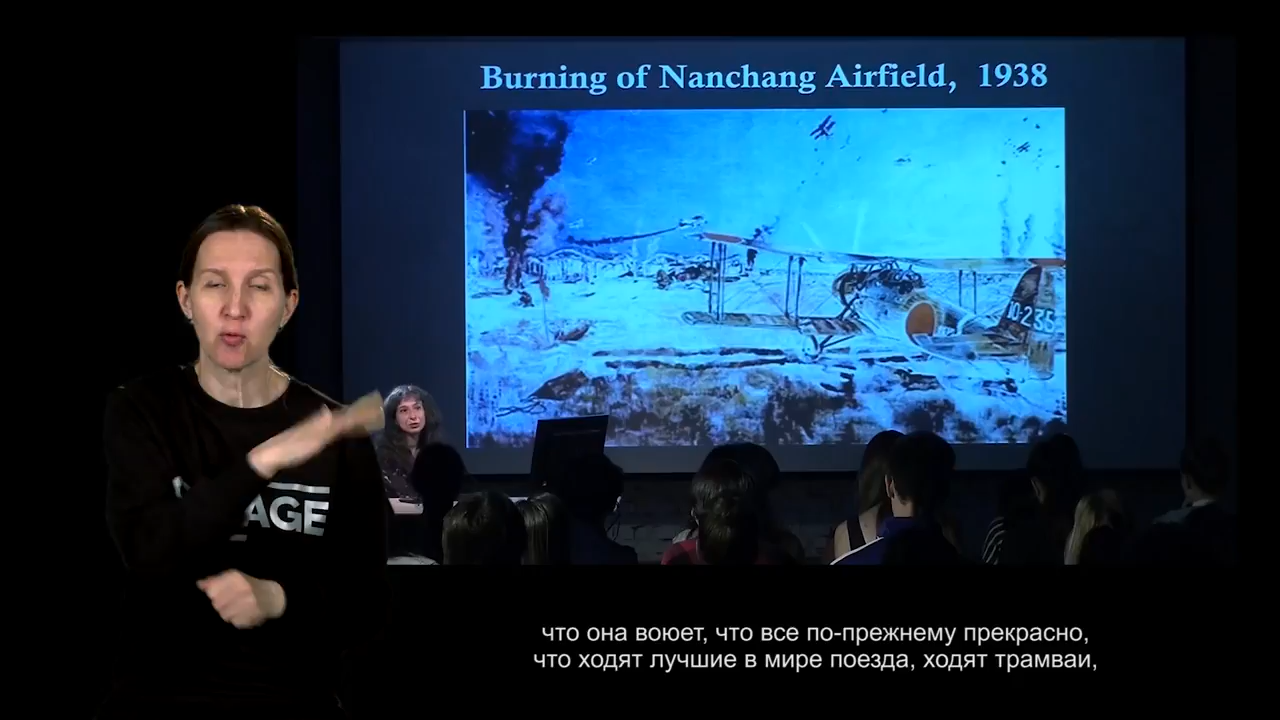 Burning of Nanchang Airfield, 1938
10-235
AGE
что она воюет, что все по-прежнему прекрасно,
что ходят лучшие в мире поезда, ходят трамваи,